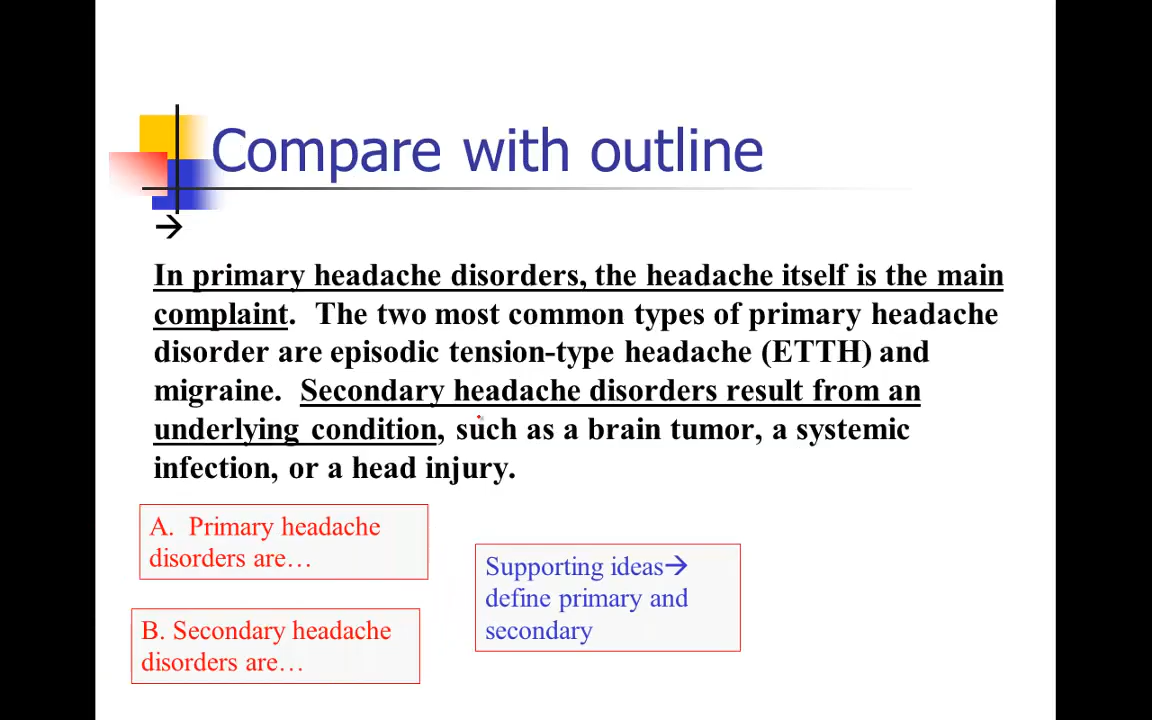 Compare with outline
→
In primary headache disorders, the headache itself is the main
complaint.  The two most common types of primary headache
disorder are episodic tension-type headache (ETTH) and
migraine.  Secondary headache disorders result from an
underlying condition, such as a brain tumor, a systemic
infection, or a head injury.
A.  Primary headache
disorders are…
Supporting ideas→
define primary and
secondary
B. Secondary headache
disorders are…